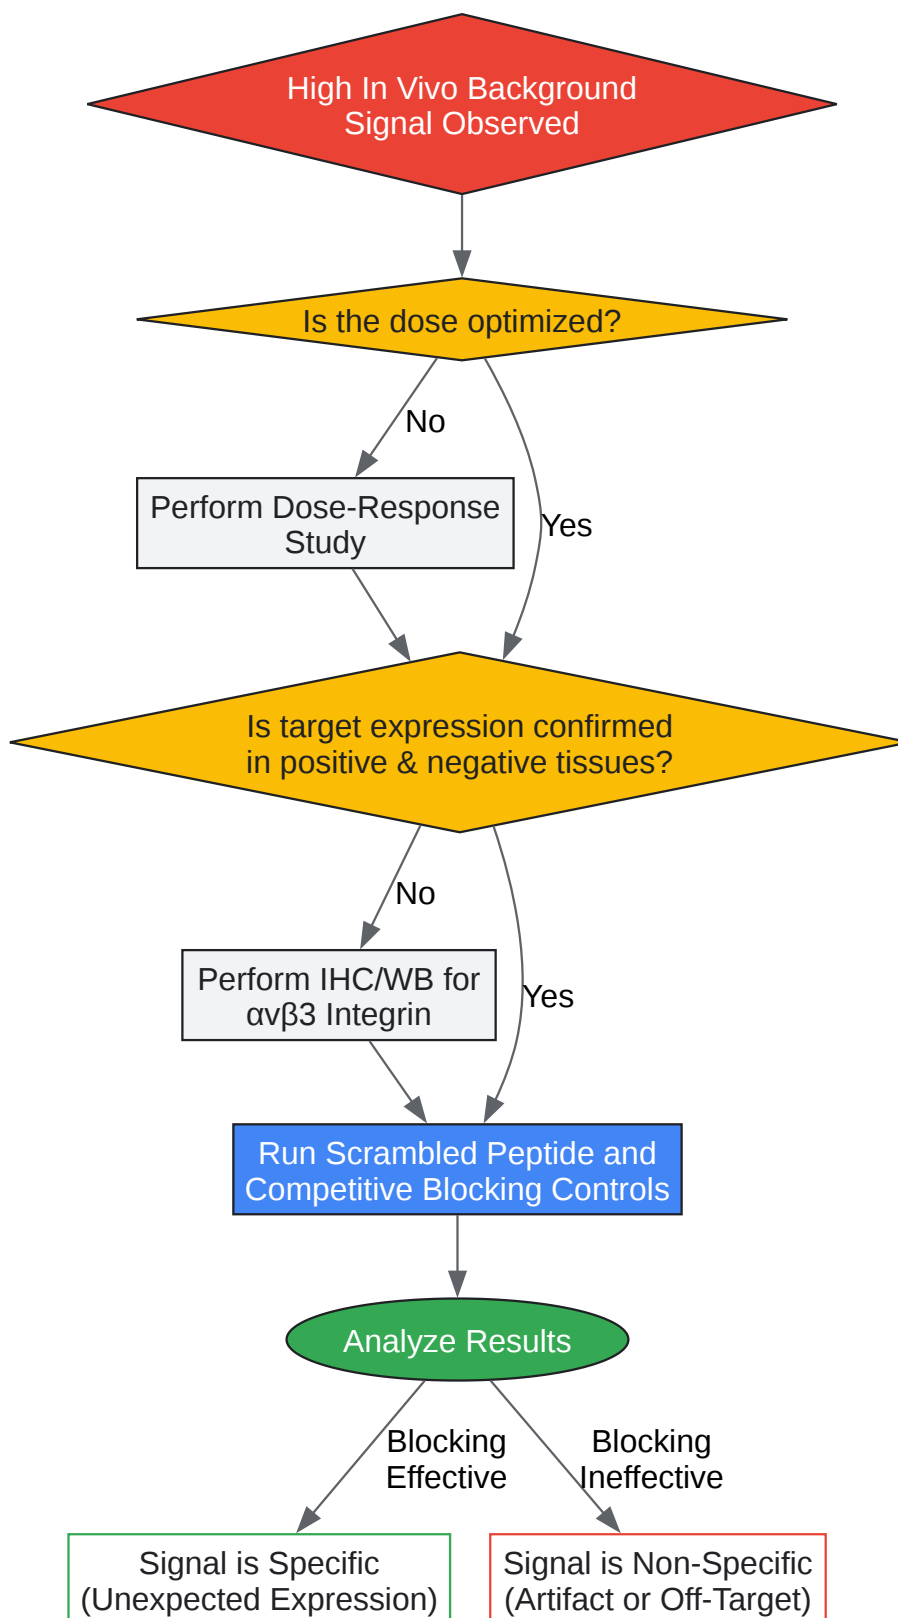 High In Vivo Background
Signal Observed
Is the dose optimized?
No
Perform Dose-Response
Study
Yes
Is target expression confirmed
in positive & negative tissues?
No
Perform IHC/WB for
αvβ3 Integrin
Yes
Run Scrambled Peptide and
Competitive Blocking Controls
Analyze Results
Blocking
Effective
Blocking
Ineffective
Signal is Specific
(Unexpected Expression)
Signal is Non-Specific
(Artifact or Off-Target)